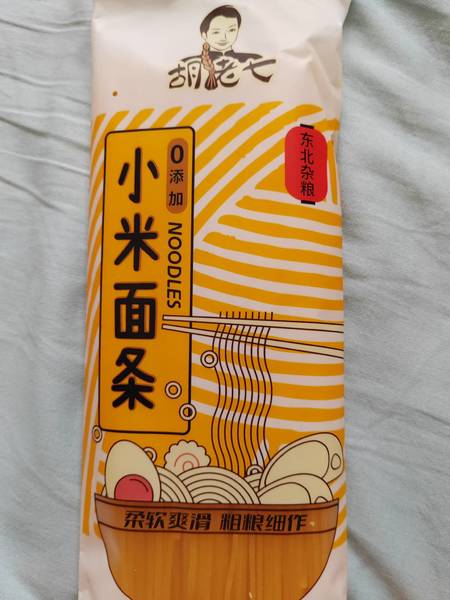 胡老七
东北杂粮
0添加
小米面条
NOODLES
柔软爽滑 粗粮细作